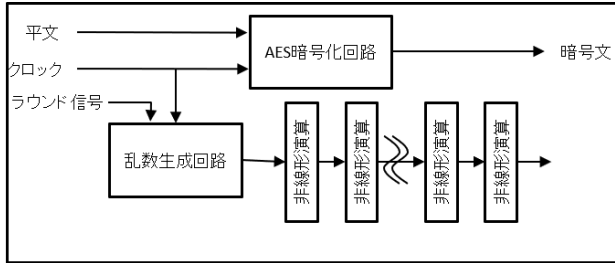 平文
AES暗号化回路
暗号文
クロック
ラウンド信号
乱数生成回路
非線形演算
非線形演算
非線形演算
非線形演算